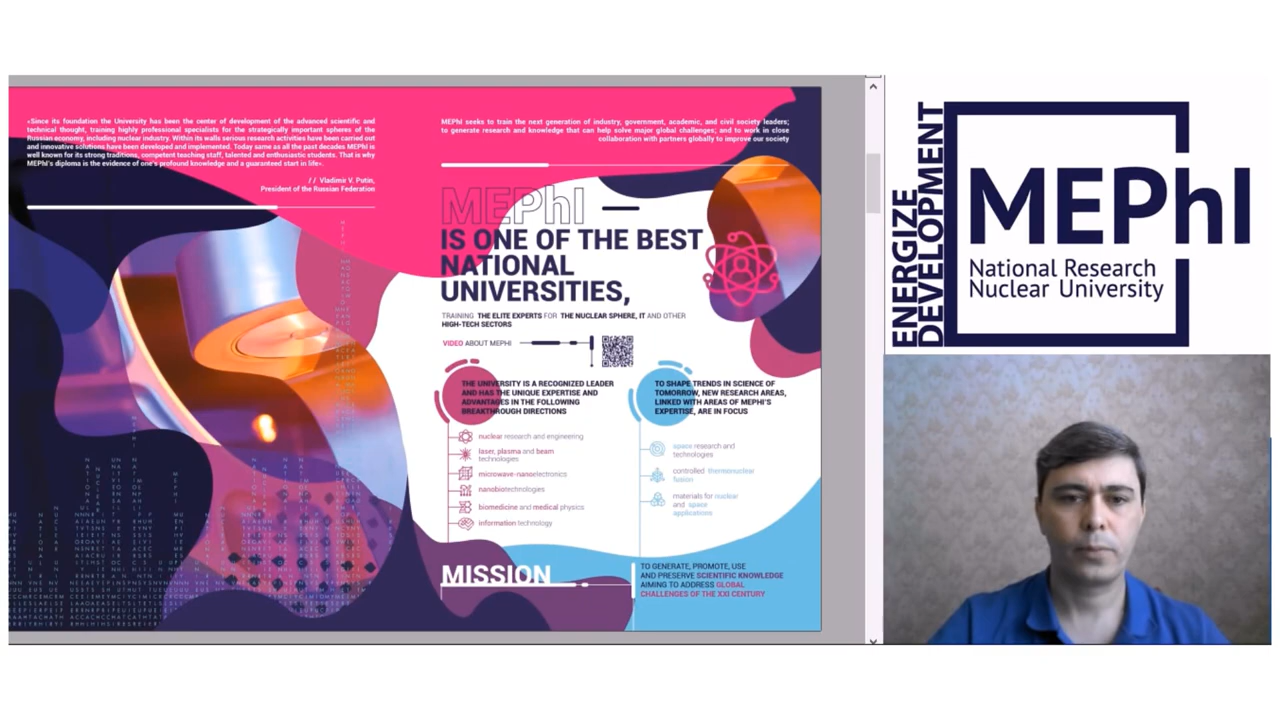 «Since its foundation the University has been the center of development of the advanced scientific and
technical thought, training highly professional specialists for the strategically important spheres of the
Russian economy, including nuclear industry. Within its walls serious research activities have been carried out
and innovative solutions have been developed and implemented. Today same as all the past decades MEPhI is
well known for its strong traditions, competent teaching staff, talented and enthusiastic students. That is why
MEPhI's diploma is the evidence of one's profound knowledge and a guaranteed start in life».
// Vladimir V. Putin,
President of the Russian Federation
MEPhI seeks to train the next generation of industry, government, academic, and civil society leaders;
to generate research and knowledge that can help solve major global challenges; and to work in close
collaboration with partners globally to improve our society
MEPhI
IS ONE OF THE BEST
NATIONAL
UNIVERSITIES,
TRAINING THE ELITE EXPERTS FOR THE NUCLEAR SPHERE, IT AND OTHER
HIGH-TECH SECTORS
VIDEO ABOUT MEPHI
THE UNIVERSITY IS A RECOGNIZED LEADER
AND HAS THE UNIQUE EXPERTISE AND
ADVANTAGES IN THE FOLLOWING
BREAKTHROUGH DIRECTIONS
nuclear research and engineering
laser, plasma and beam
technologies
microwave-nanoelectronics
nanobiotechnologies
biomedicine and medical physics
information technology
TO SHAPE TRENDS IN SCIENCE OF
TOMORROW, NEW RESEARCH AREAS,
LINKED WITH AREAS OF MEPHI'S
EXPERTISE, ARE IN FOCUS
space research and
technologies
controlled thermonuclear
fusion
materials for nuclear
and space
applications
MISSION
TO GENERATE, PROMOTE, USE
AND PRESERVE SCIENTIFIC KNOWLEDGE
AIMING TO ADDRESS GLOBAL
CHALLENGES OF THE XXI CENTURY
ENERGIZE
DEVELOPMENT
MEPhI
National Research
Nuclear University